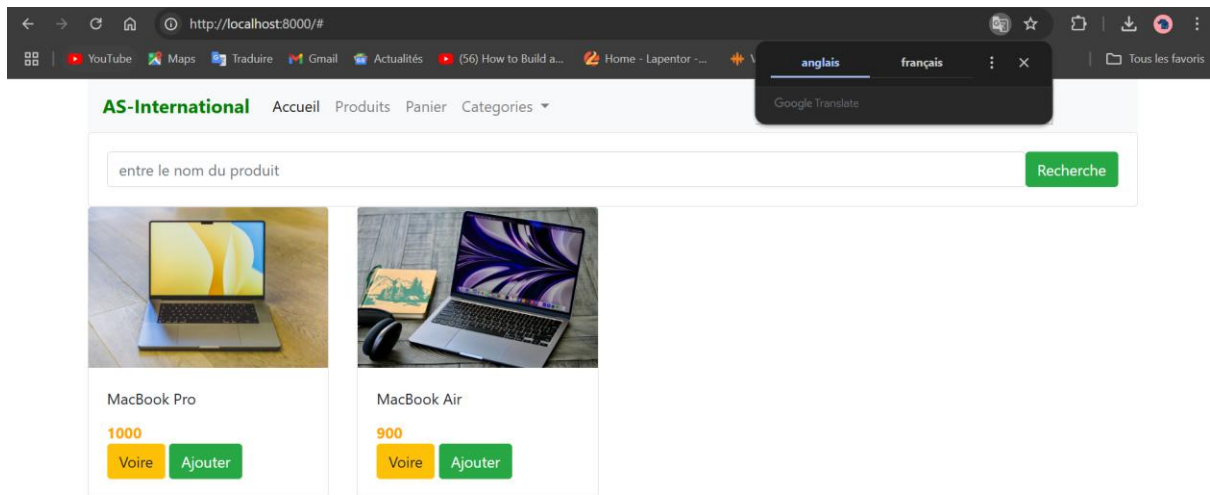 http://localhost:8000/#
YouTube Maps Traduire Gmail Actualités (56) How to Build a... Home - Lapentor -... Tous les favoris
anglais français
Google Translate
AS-International Accueil Produits Panier Categories
entre le nom du produit Recherche
MacBook Pro MacBook Air
1000 900
Voire Ajouter Voire Ajouter